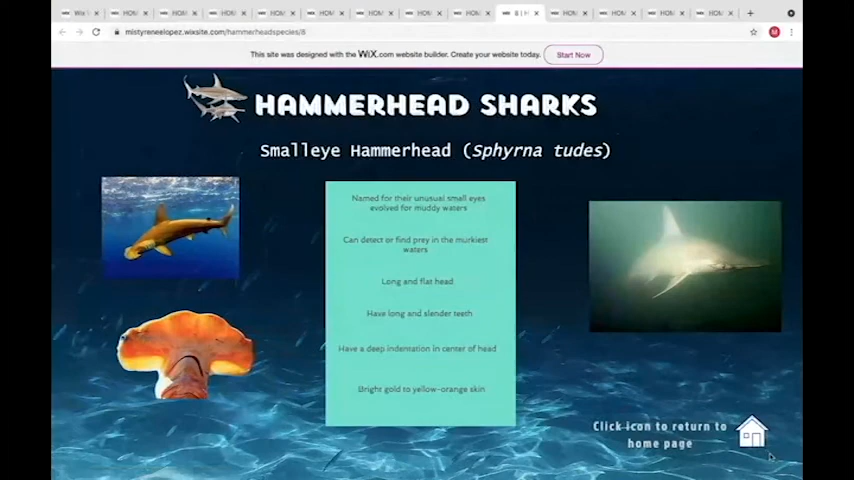 mistyreneelopez.wixsite.com/hammerheadspecies/8
This site was designed with the WiX.com website builder. Create your website today.
Start Now
HAMMERHEAD SHARKS
Smalleye Hammerhead (Sphyrna tudes)
Named for their unusual small eyes
evolved for muddy waters
Can detect or find prey in the murkiest
waters
Long and flat head
Have long and slender teeth
Have a deep indentation in center of head
Bright gold to yellow-orange skin
Click icon to return to
home page